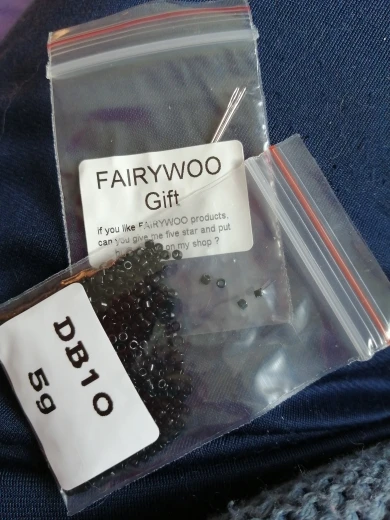 FAIRYWOO
Gift
if you like FAIRYWOO products,
can you give me five star and put
on my shop ?
DB10
5g